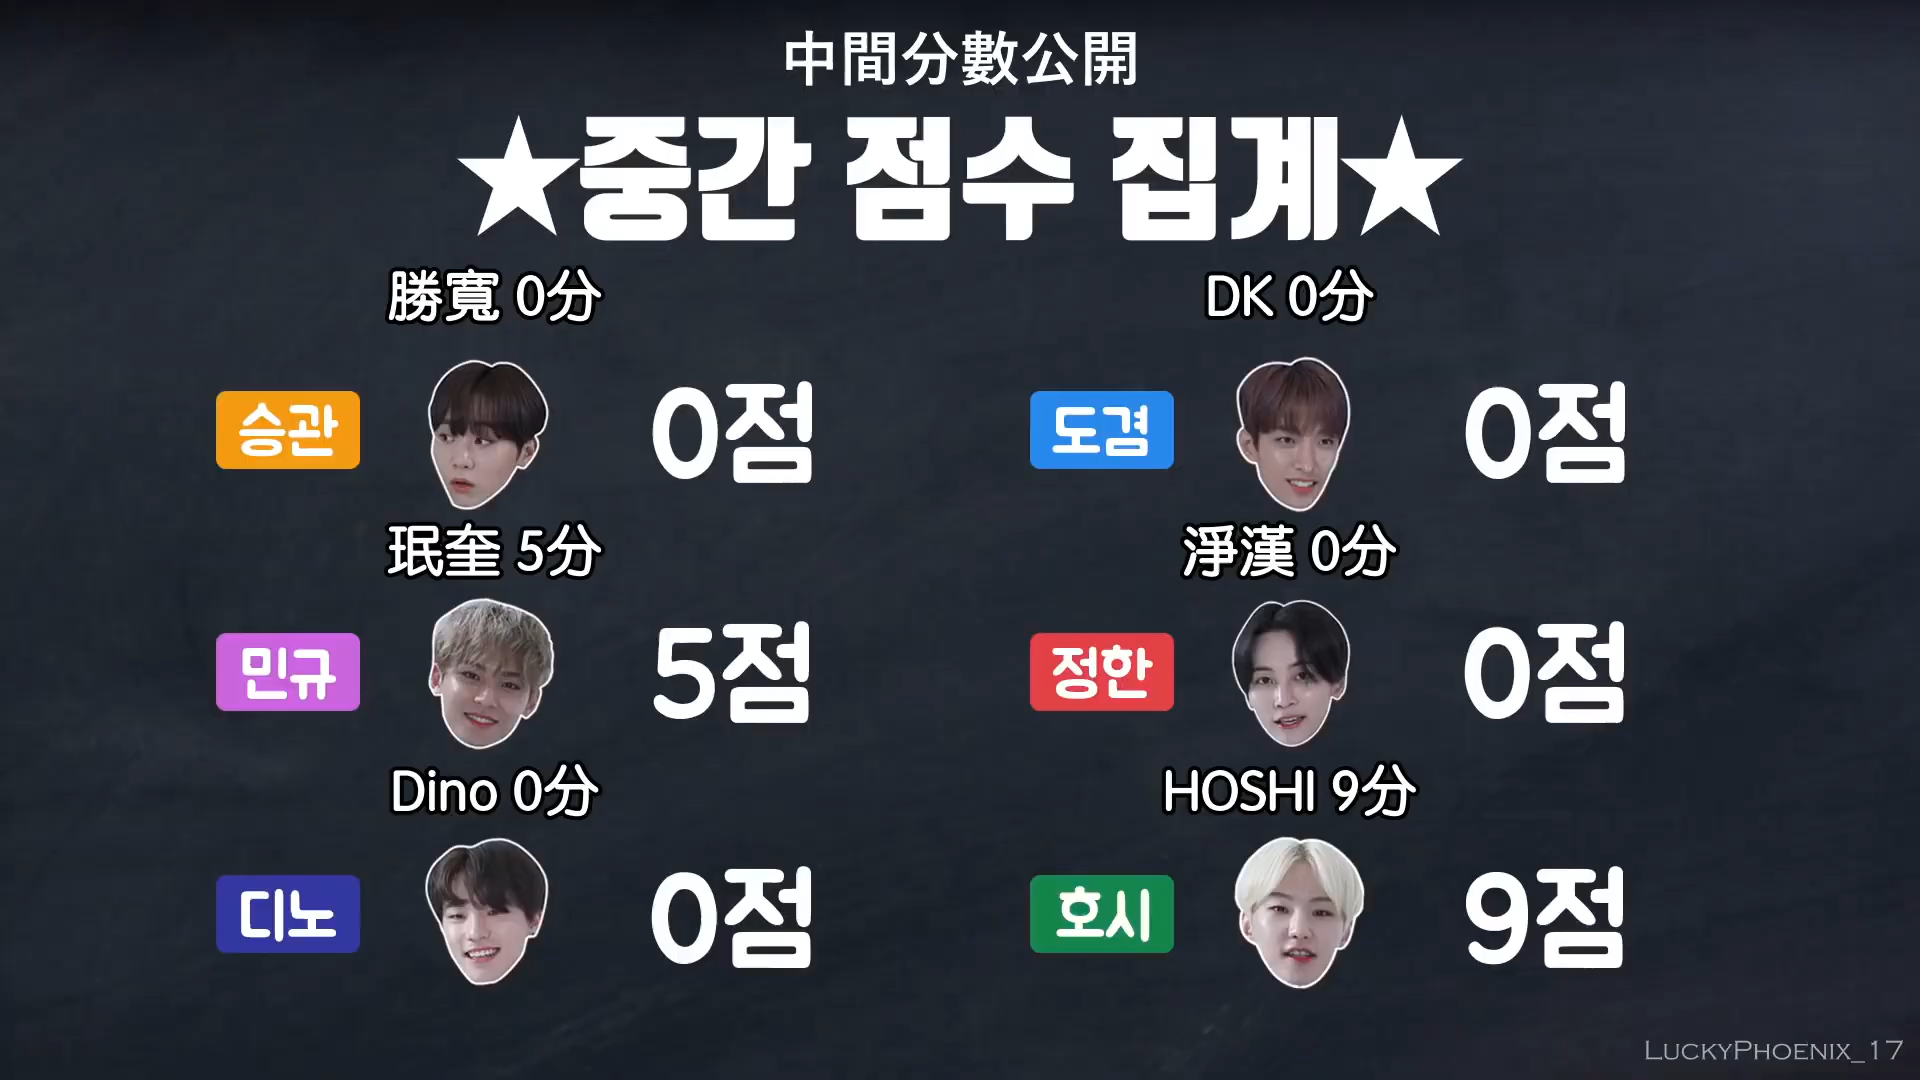 中間分數公開
★중간 점수 집계★
勝寬 0分
DK 0分
승관
0점
도겸
0점
珉奎 5分
淨漢 0分
민규
5점
정한
0점
Dino 0分
HOSHI 9分
디노
0점
호시
9점
LUCKYPHOENIX_17